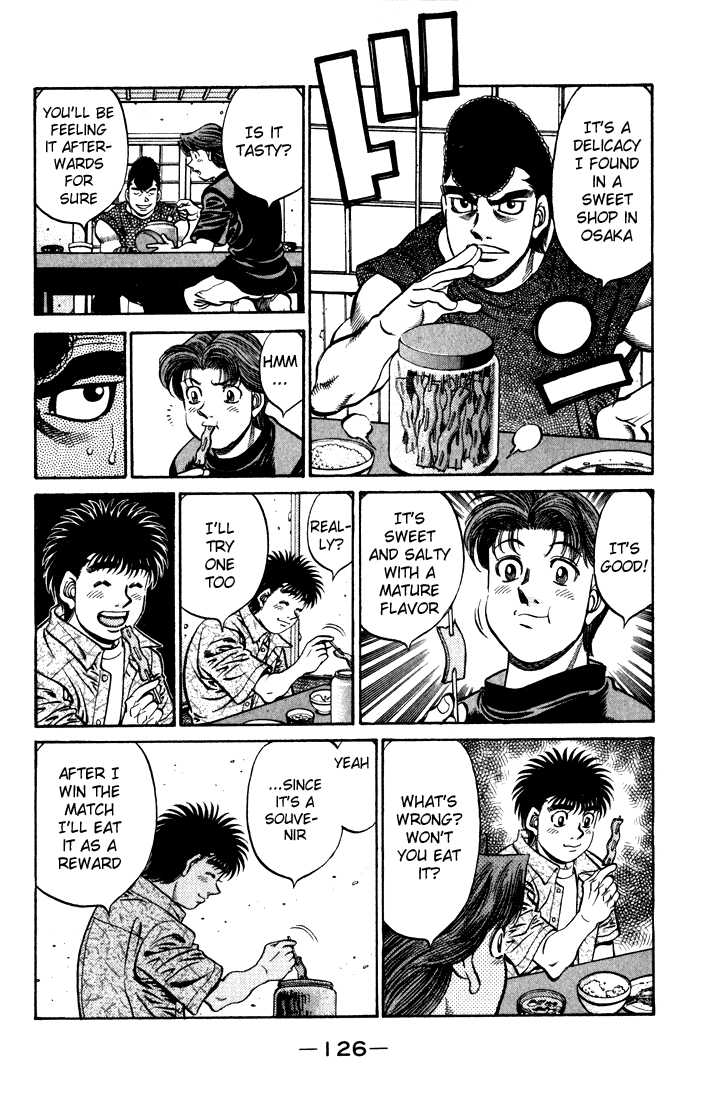 ドン
IT'S A
DELICACY
I FOUND
IN A
SWEET
SHOP IN
OSAKA
IS IT
TASTY?
YOU'LL BE
FEELING
IT AFTER-
WARDS
FOR
SURE
HMM
...
IT'S
GOOD!
IT'S
SWEET
AND SALTY
WITH A
MATURE
FLAVOR
REAL-
LY?
I'LL
TRY
ONE
TOO
WHAT'S
WRONG?
WON'T
YOU EAT
IT?
YEAH
...SINCE
IT'S A
SOUVE-
NIR
AFTER I
WIN THE
MATCH
I'LL EAT
IT AS A
REWARD
—126—